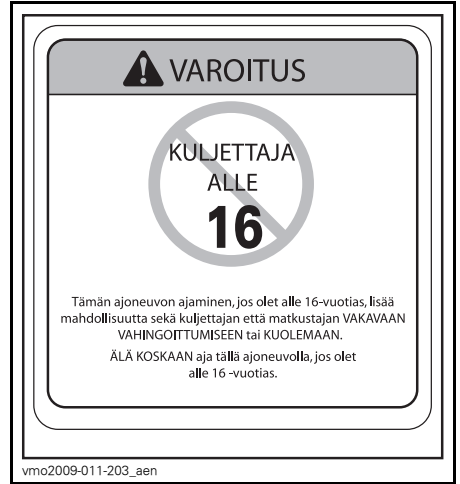 VAROITUS
KULJETTAJA
ALLE
16
Tämän ajoneuvon ajaminen, jos olet alle 16-vuotias, lisää
mahdollisuutta sekä kuljettajan että matkustajan VAKAVAAN
VAHINGOITTUMISEEN tai KUOLEMAAN.
ÄLÄ KOSKAAN aja tällä ajoneuvolla, jos olet
alle 16 -vuotias.
vmo2009-011-203_aen